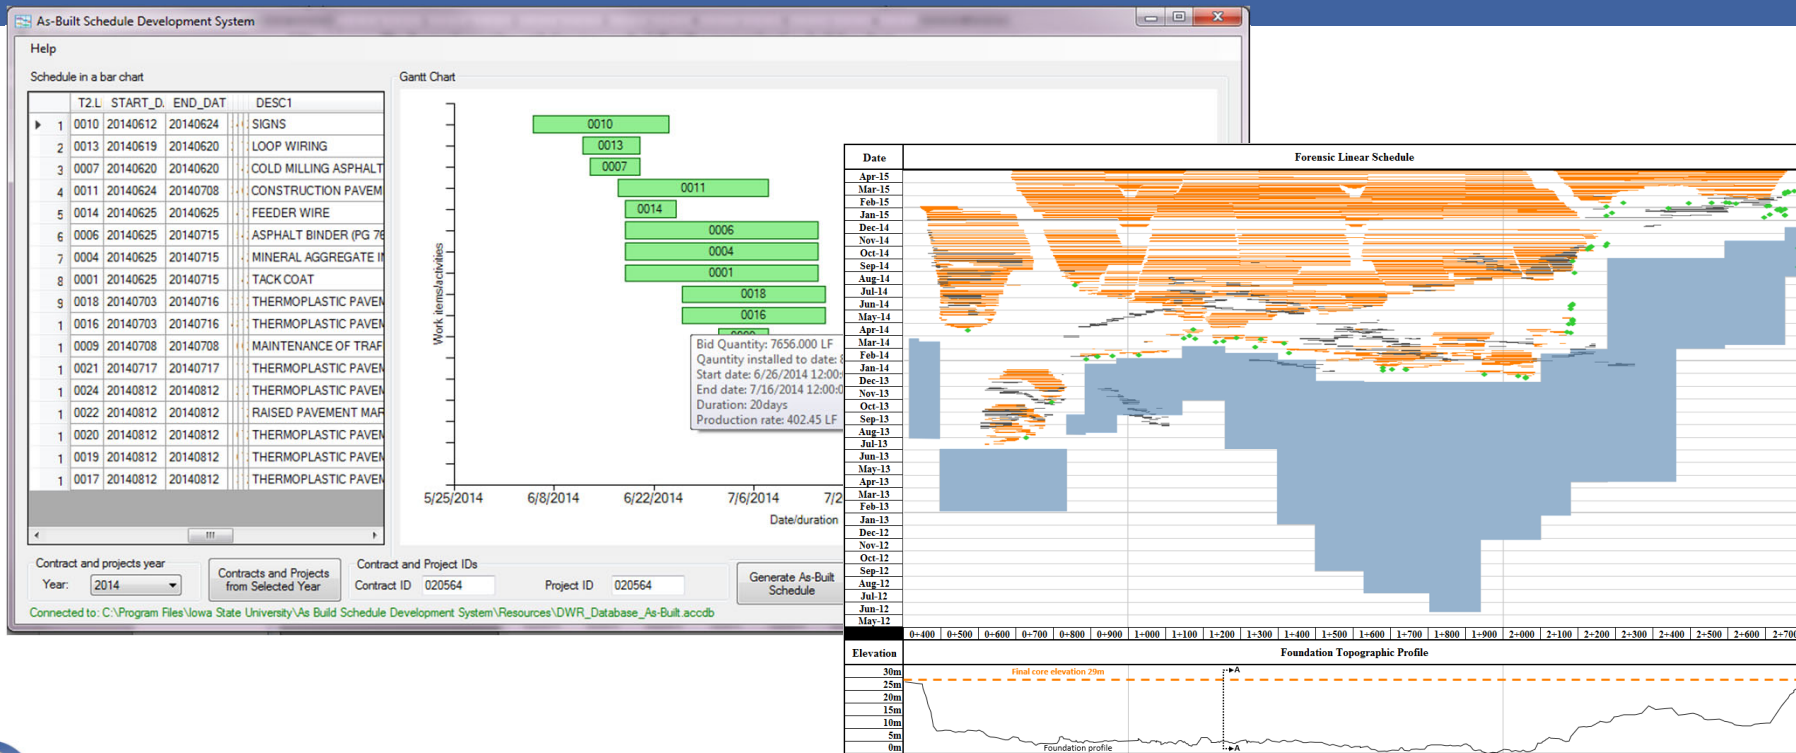 As-Built Schedule Development System
Help
Schedule in a bar chart
T2.L START_D. END_DAT DESC1
1 0010 20140612 20140624 SIGNS
2 0013 20140619 20140620 LOOP WIRING
3 0007 20140620 20140620 COLD MILLING ASPHALT
4 0011 20140624 20140708 CONSTRUCTION PAVEM
5 0014 20140625 20140625 FEEDER WIRE
6 0006 20140625 20140715 ASPHALT BINDER (PG 76
7 0004 20140625 20140715 MINERAL AGGREGATE I
8 0001 20140625 20140715 TACK COAT
9 0018 20140703 20140716 THERMOPLASTIC PAVEM
1 0016 20140703 20140716 THERMOPLASTIC PAVEM
1 0009 20140708 20140708 MAINTENANCE OF TRAF
1 0021 20140717 20140717 THERMOPLASTIC PAVEM
1 0024 20140812 20140812 THERMOPLASTIC PAVEM
1 0022 20140812 20140812 RAISED PAVEMENT MAR
1 0020 20140812 20140812 THERMOPLASTIC PAVEM
1 0019 20140812 20140812 THERMOPLASTIC PAVEM
1 0017 20140812 20140812 THERMOPLASTIC PAVEM
Gantt Chart
Work items/activities
0010
0013
0007
0011
0014
0006
0004
0001
0018
0016
Bid Quantity: 7656.000 LF
Qauntity installed to date: 8
Start date: 6/26/2014 12:00:
End date: 7/16/2014 12:00:0
Duration: 20days
Production rate: 402.45 LF
5/25/2014 6/8/2014 6/22/2014 7/6/2014 7/2
Date/duration
Contract and projects year
Year: 2014
Contracts and Projects
from Selected Year
Contract and Project IDs
Contract ID 020564 Project ID 020564
Generate As-Built
Schedule
Connected to: C:\Program Files\Iowa State University\As Build Schedule Development System\Resources\DWR_Database_As-Built.accdb
Date Forensic Linear Schedule
Apr-15
Mar-15
Feb-15
Jan-15
Dec-14
Nov-14
Oct-14
Sep-14
Aug-14
Jul-14
Jun-14
May-14
Apr-14
Mar-14
Feb-14
Jan-14
Dec-13
Nov-13
Oct-13
Sep-13
Aug-13
Jul-13
Jun-13
May-13
Apr-13
Mar-13
Feb-13
Jan-13
Dec-12
Nov-12
Oct-12
Sep-12
Aug-12
Jul-12
Jun-12
May-12
0+400 0+500 0+600 0+700 0+800 0+900 1+000 1+100 1+200 1+300 1+400 1+500 1+600 1+700 1+800 1+900 2+000 2+100 2+200 2+300 2+400 2+500 2+600 2+700
Elevation Foundation Topographic Profile
30m
25m
20m
15m
10m
5m
0m
Final core elevation 29m
A
A
Foundation profile